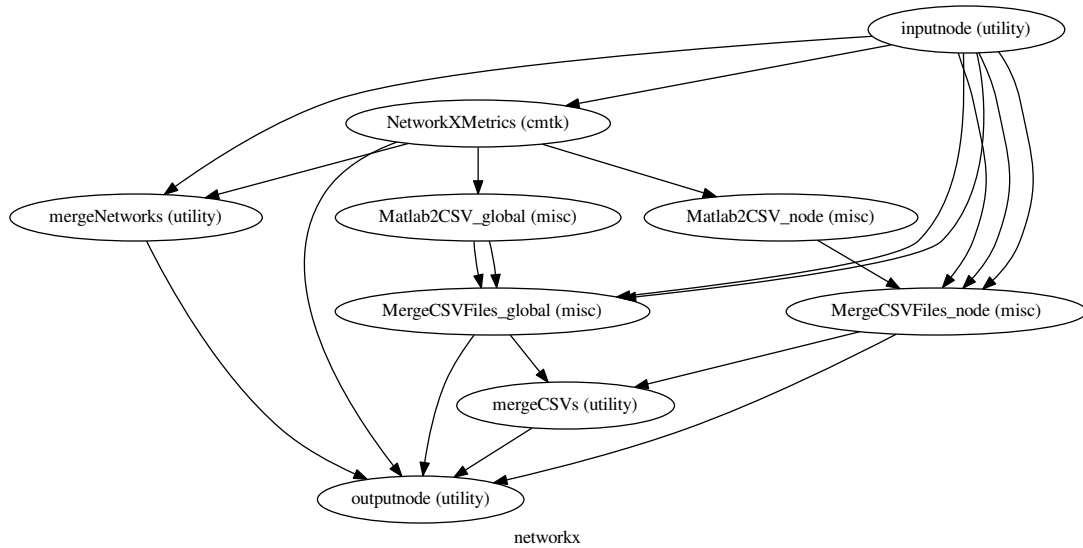 inputnode (utility)
NetworkXMetrics (cmtk)
mergeNetworks (utility)
Matlab2CSV_global (misc)
Matlab2CSV_node (misc)
MergeCSVFiles_global (misc)
MergeCSVFiles_node (misc)
mergeCSVs (utility)
outputnode (utility)
networkx